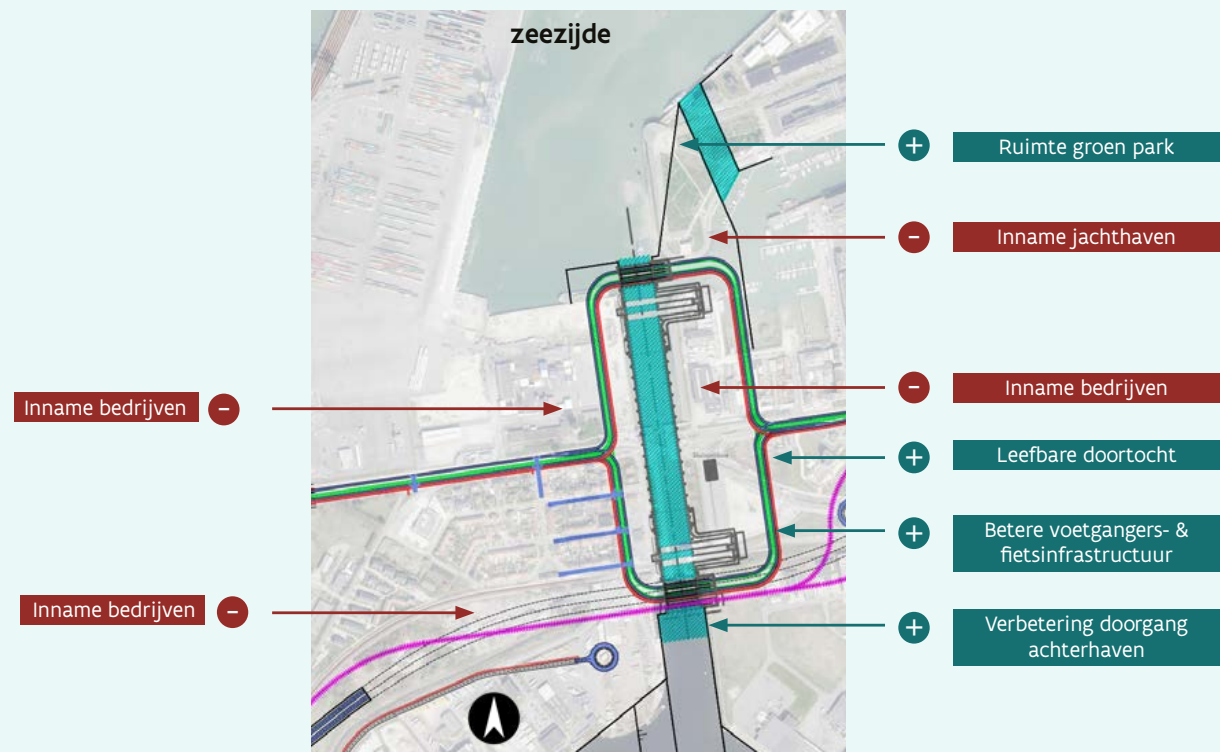 zeezijde
+
Ruimte groen park
-
Inname jachthaven
-
Inname bedrijven
Inname bedrijven
-
+
Leefbare doortocht
+
Betere voetgangers- &
fietsinfrastructuur
Inname bedrijven
-
+
Verbetering doorgang
achterhaven